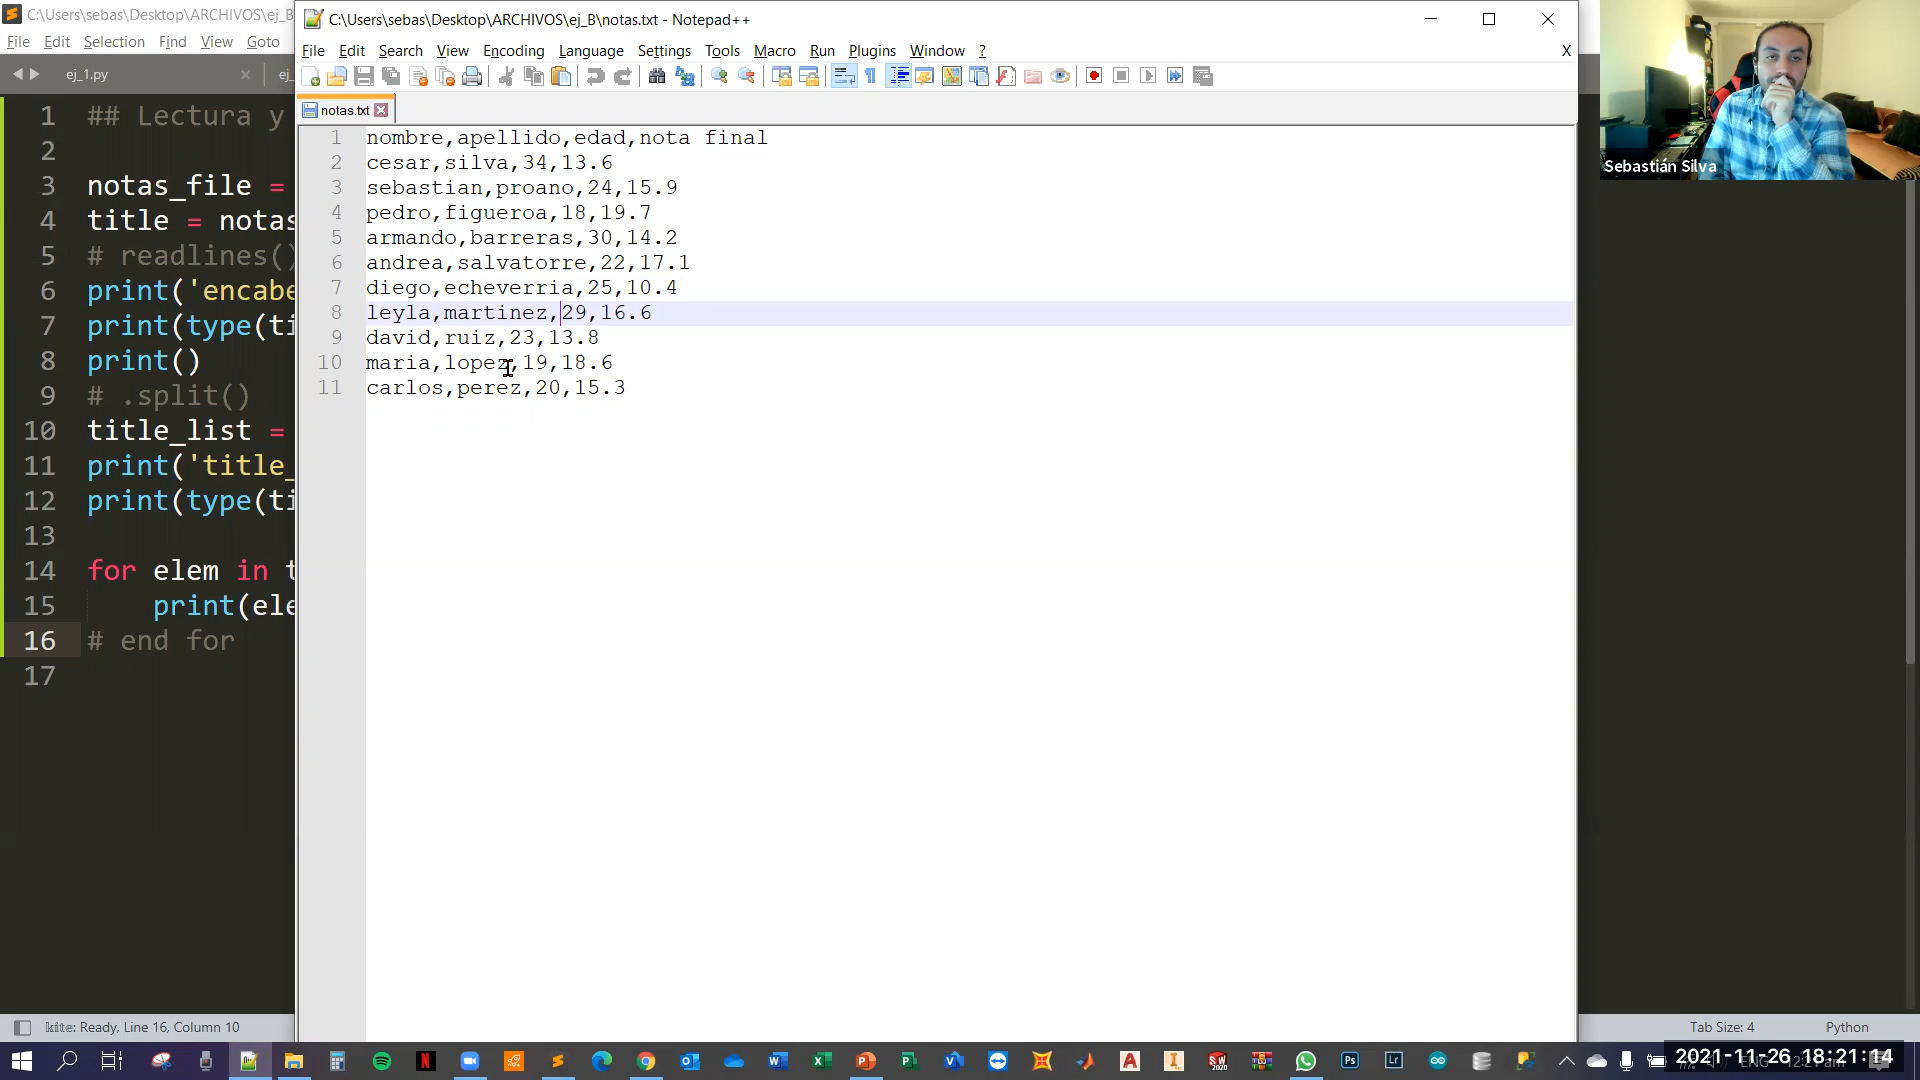 C:\Users\sebas\Desktop\ARCHIVOS\ej_B
File Edit Selection Find View Goto
ej_1.py
ej_
1 ## Lectura y
2
3 notas_file =
4 title = notas
5 # readlines()
6 print('encabe
7 print(type(ti
8 print()
9 # .split()
10 title_list =
11 print('title_
12 print(type(ti
13
14 for elem in t
15 print(ele
16 # end for
17
kite: Ready, Line 16, Column 10
Tab Size: 4
Python
C:\Users\sebas\Desktop\ARCHIVOS\ej_B\notas.txt - Notepad++
File Edit Search View Encoding Language Settings Tools Macro Run Plugins Window ?
X
notas.txt
1 nombre,apellido,edad,nota final
2 cesar,silva,34,13.6
3 sebastian,proano,24,15.9
4 pedro,figueroa,18,19.7
5 armando,barreras,30,14.2
6 andrea,salvatorre,22,17.1
7 diego,echeverria,25,10.4
8 leyla,martinez,29,16.6
9 david,ruiz,23,13.8
10 maria,lopez,19,18.6
11 carlos,perez,20,15.3
Sebastián Silva
2021-11-26 18:21:14